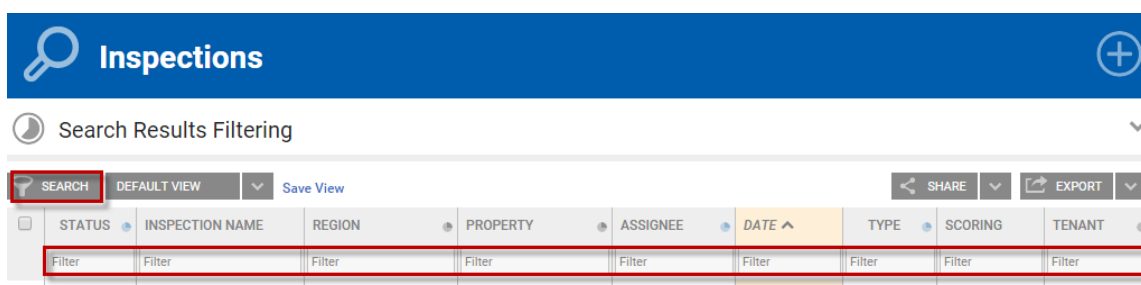 Inspections
Search Results Filtering
SEARCH DEFAULT VIEW Save View SHARE EXPORT
STATUS INSPECTION NAME REGION PROPERTY ASSIGNEE DATE TYPE SCORING TENANT
Filter Filter Filter Filter Filter Filter Filter Filter Filter